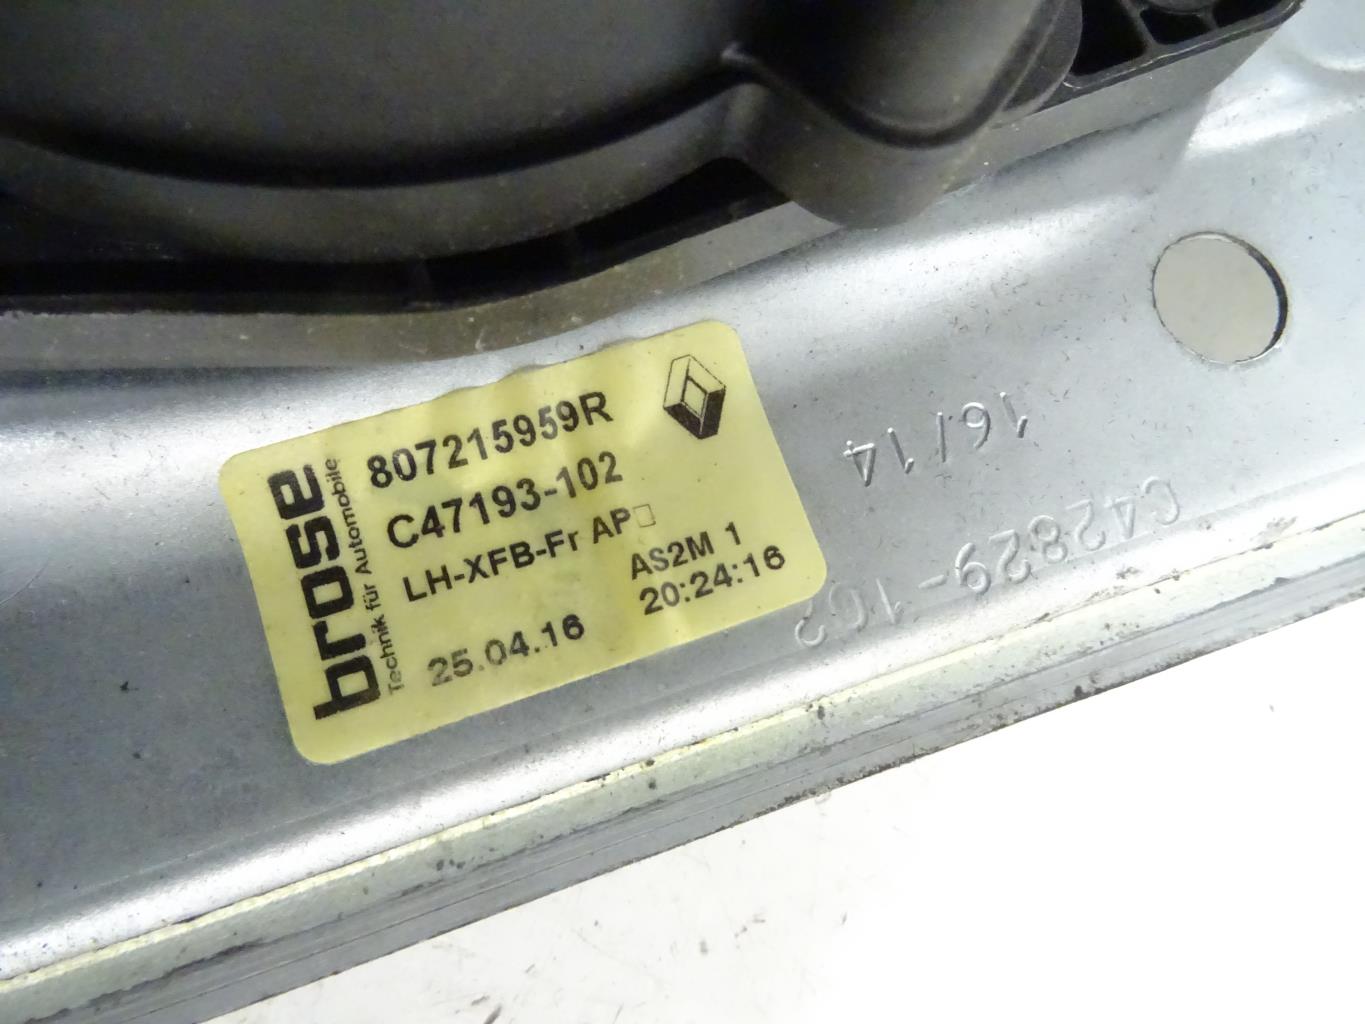 brose
Technik für Automobile
807215959R
C47193-102
LH-XFB-Fr AP□
AS2M 1
25.04.16
20:24:16
16/14
C42829-102